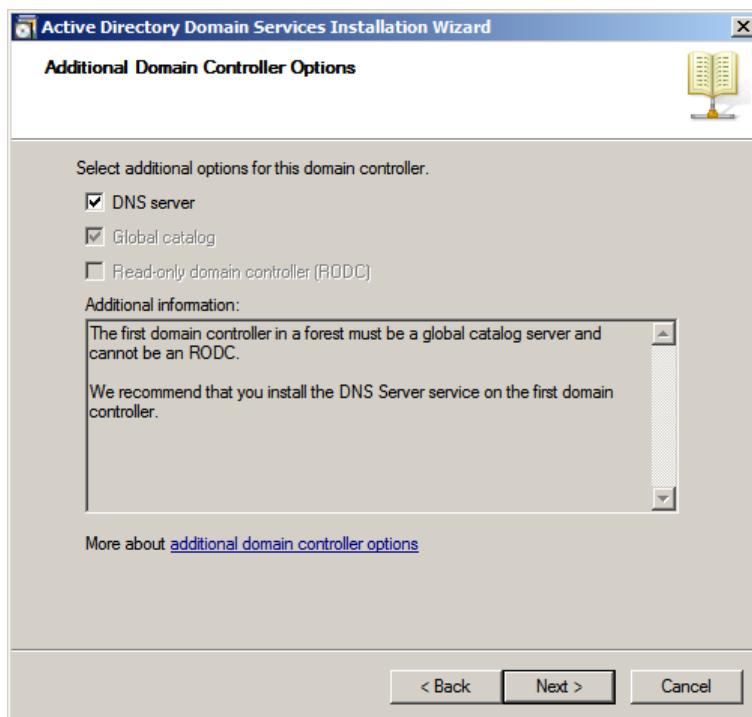 Active Directory Domain Services Installation Wizard
Additional Domain Controller Options
Select additional options for this domain controller.
DNS server
Global catalog
Read-only domain controller (RODC)
Additional information:
The first domain controller in a forest must be a global catalog server and
cannot be an RODC.
We recommend that you install the DNS Server service on the first domain
controller.
More about additional domain controller options
< Back
Next >
Cancel